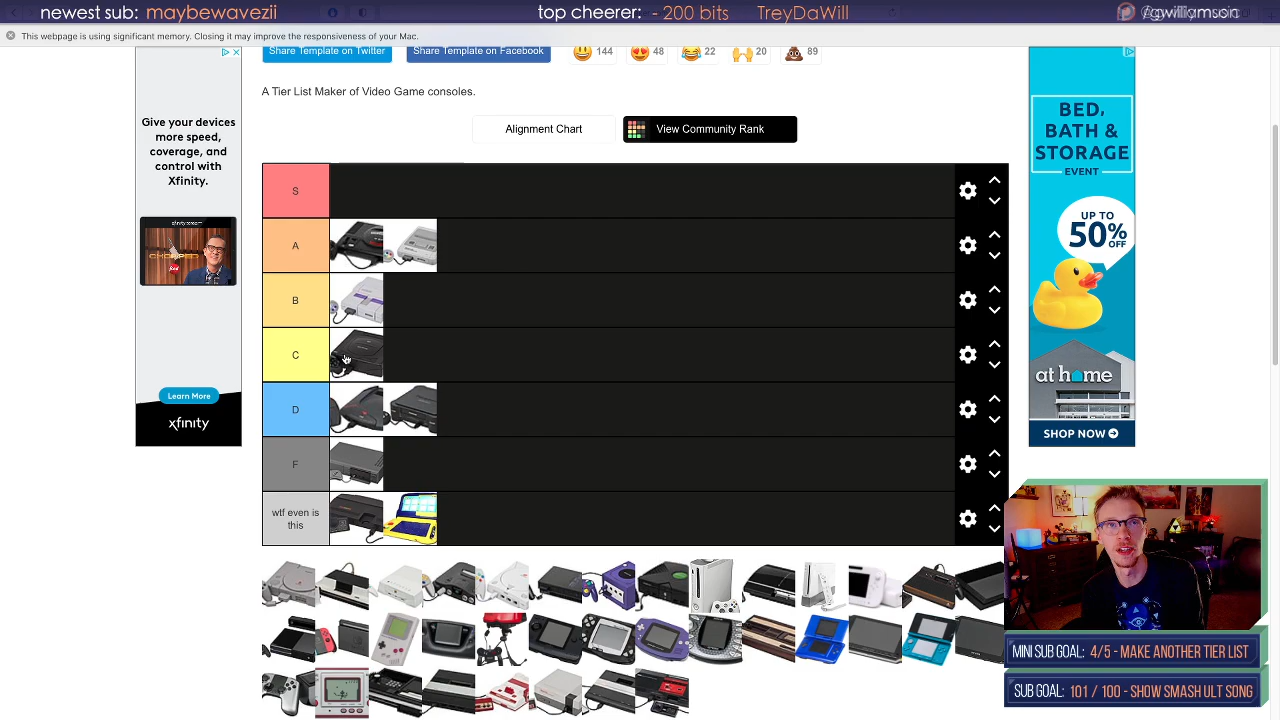 newest sub: maybewavezii
top cheerer: - 200 bits TreyDaWill
@gwilliamusic
This webpage is using significant memory. Closing it may improve the responsiveness of your Mac.
Share Template on Twitter
Share Template on Facebook
144
48
22
20
89
A Tier List Maker of Video Game consoles.
Alignment Chart
View Community Rank
S
A
B
C
D
F
wtf even is
this
Give your devices
more speed,
coverage, and
control with
Xfinity.
Learn More
xfinity
BED,
BATH &
STORAGE
EVENT
UP TO
50%
OFF
at home
SHOP NOW
MINI SUB GOAL: 4/5 - MAKE ANOTHER TIER LIST
SUB GOAL: 101 / 100 - SHOW SMASH ULT SONG